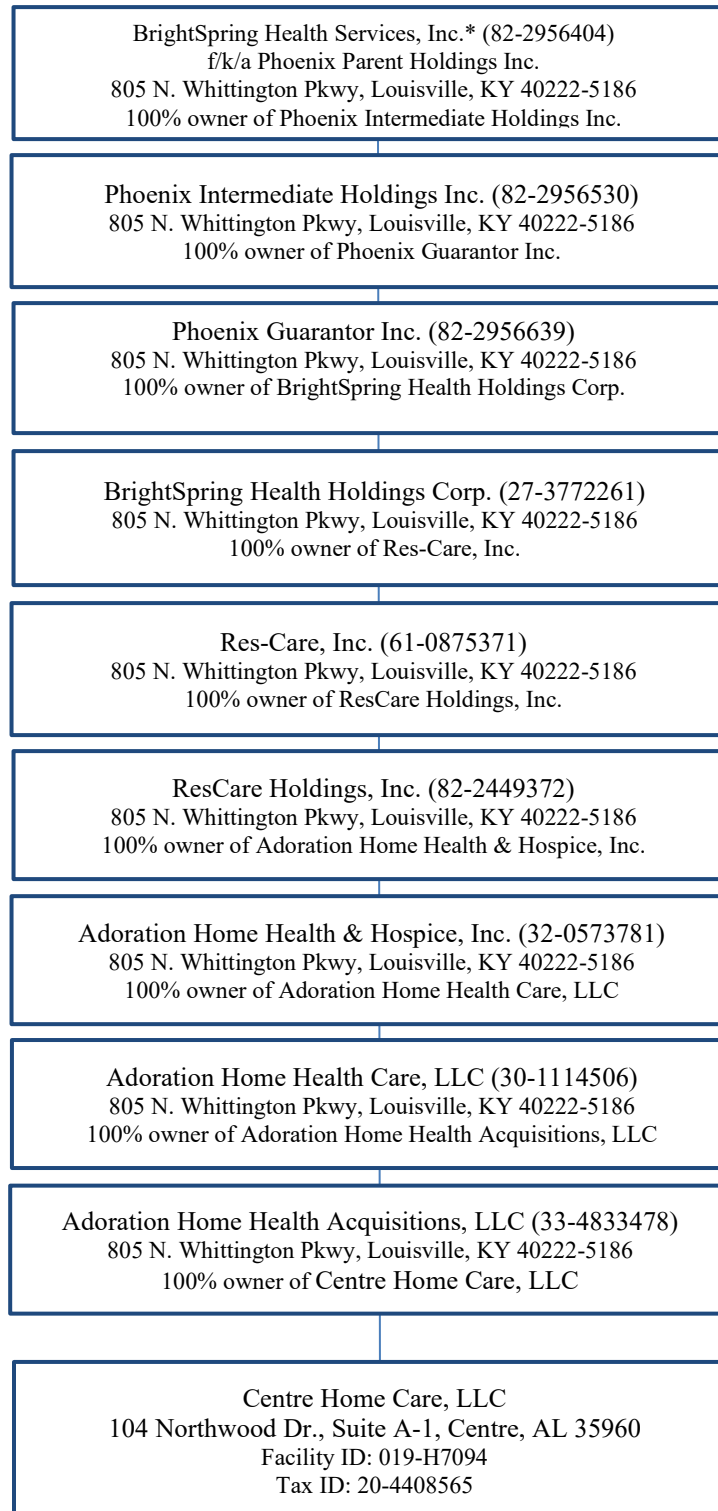 BrightSpring Health Services, Inc.* (82-2956404)
f/k/a Phoenix Parent Holdings Inc.
805 N. Whittington Pkwy, Louisville, KY 40222-5186
100% owner of Phoenix Intermediate Holdings Inc.
Phoenix Intermediate Holdings Inc. (82-2956530)
805 N. Whittington Pkwy, Louisville, KY 40222-5186
100% owner of Phoenix Guarantor Inc.
Phoenix Guarantor Inc. (82-2956639)
805 N. Whittington Pkwy, Louisville, KY 40222-5186
100% owner of BrightSpring Health Holdings Corp.
BrightSpring Health Holdings Corp. (27-3772261)
805 N. Whittington Pkwy, Louisville, KY 40222-5186
100% owner of Res-Care, Inc.
Res-Care, Inc. (61-0875371)
805 N. Whittington Pkwy, Louisville, KY 40222-5186
100% owner of ResCare Holdings, Inc.
ResCare Holdings, Inc. (82-2449372)
805 N. Whittington Pkwy, Louisville, KY 40222-5186
100% owner of Adoration Home Health & Hospice, Inc.
Adoration Home Health & Hospice, Inc. (32-0573781)
805 N. Whittington Pkwy, Louisville, KY 40222-5186
100% owner of Adoration Home Health Care, LLC
Adoration Home Health Care, LLC (30-1114506)
805 N. Whittington Pkwy, Louisville, KY 40222-5186
100% owner of Adoration Home Health Acquisitions, LLC
Adoration Home Health Acquisitions, LLC (33-4833478)
805 N. Whittington Pkwy, Louisville, KY 40222-5186
100% owner of Centre Home Care, LLC
Centre Home Care, LLC
104 Northwood Dr., Suite A-1, Centre, AL 35960
Facility ID: 019-H7094
Tax ID: 20-4408565